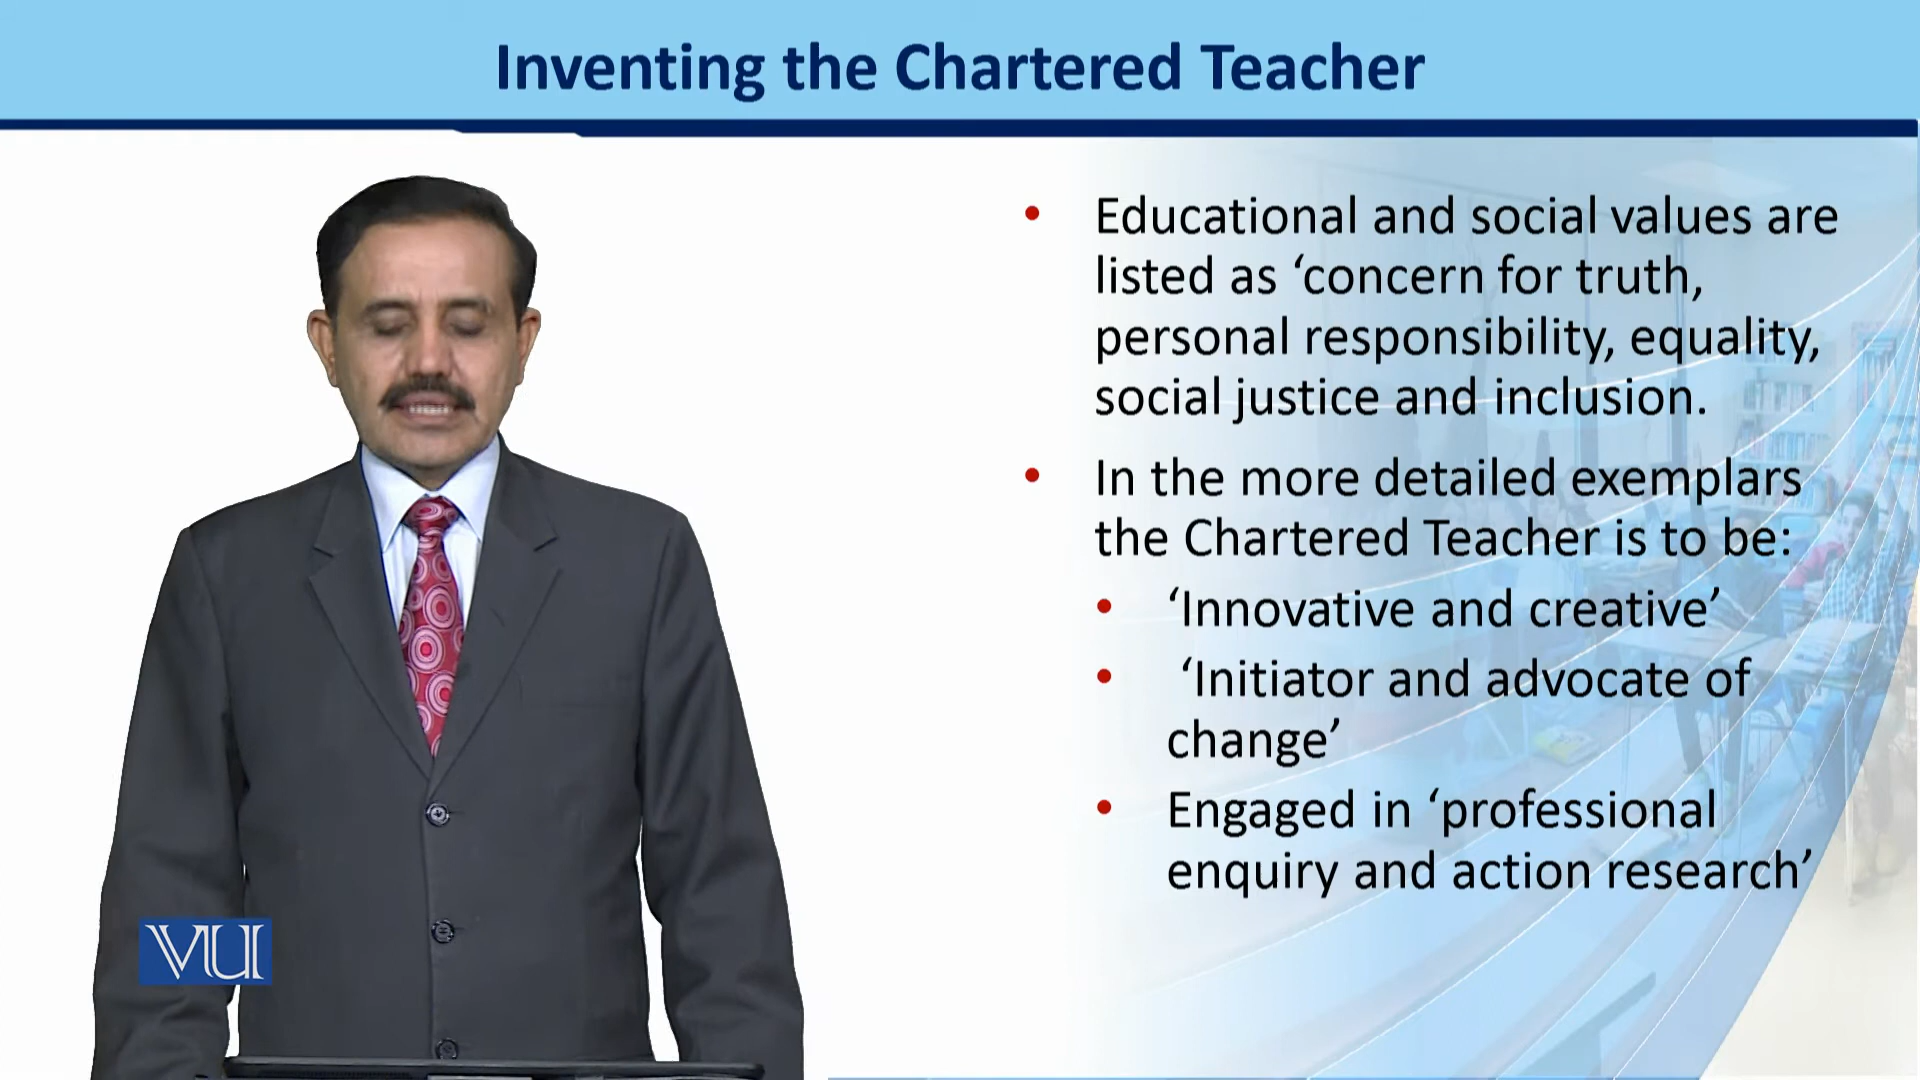 Inventing the Chartered Teacher
• Educational and social values are
listed as ‘concern for truth,
personal responsibility, equality,
social justice and inclusion.
• In the more detailed exemplars
the Chartered Teacher is to be:
• ‘Innovative and creative’
• ‘Initiator and advocate of
change’
• Engaged in ‘professional
enquiry and action research’
VU